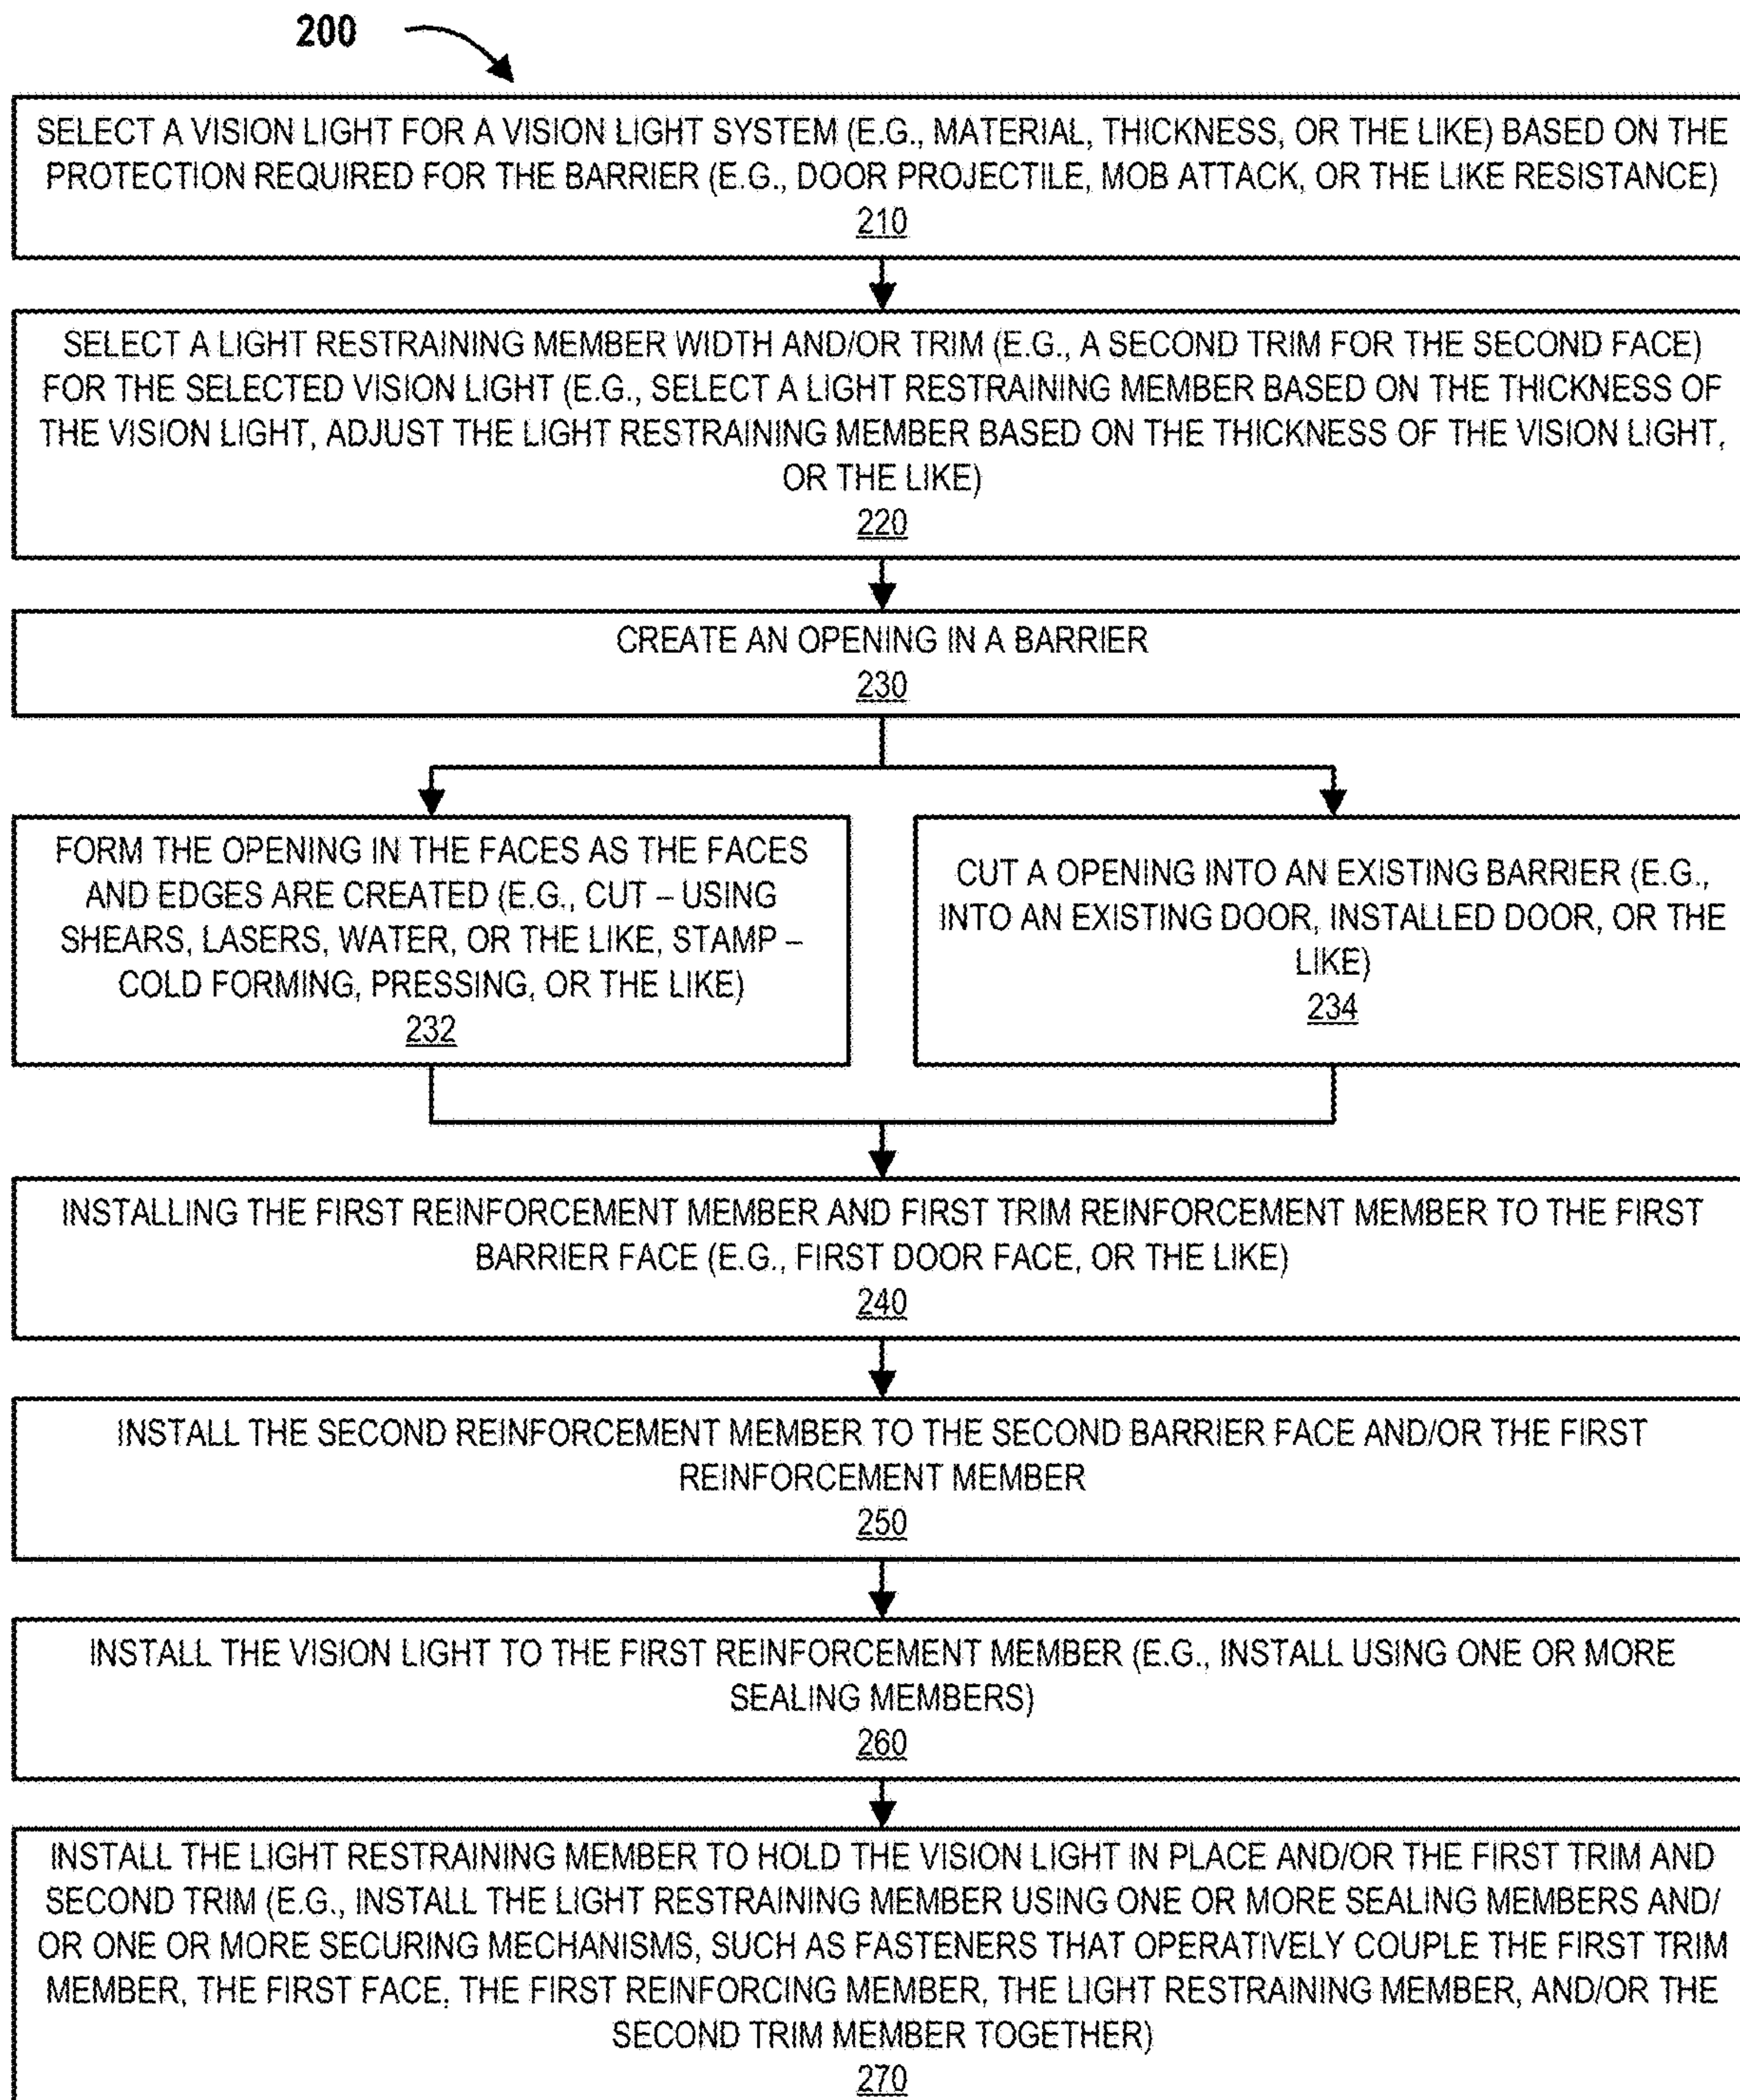 200
SELECT A VISION LIGHT FOR A VISION LIGHT SYSTEM (E.G., MATERIAL, THICKNESS, OR THE LIKE) BASED ON THE
PROTECTION REQUIRED FOR THE BARRIER (E.G., DOOR PROJECTILE, MOB ATTACK, OR THE LIKE RESISTANCE)
210
SELECT A LIGHT RESTRAINING MEMBER WIDTH AND/OR TRIM (E.G., A SECOND TRIM FOR THE SECOND FACE)
FOR THE SELECTED VISION LIGHT (E.G., SELECT A LIGHT RESTRAINING MEMBER BASED ON THE THICKNESS OF
THE VISION LIGHT, ADJUST THE LIGHT RESTRAINING MEMBER BASED ON THE THICKNESS OF THE VISION LIGHT,
OR THE LIKE)
220
CREATE AN OPENING IN A BARRIER
230
FORM THE OPENING IN THE FACES AS THE FACES
AND EDGES ARE CREATED (E.G., CUT – USING
SHEARS, LASERS, WATER, OR THE LIKE, STAMP –
COLD FORMING, PRESSING, OR THE LIKE)
232
CUT A OPENING INTO AN EXISTING BARRIER (E.G.,
INTO AN EXISTING DOOR, INSTALLED DOOR, OR THE
LIKE)
234
INSTALLING THE FIRST REINFORCEMENT MEMBER AND FIRST TRIM REINFORCEMENT MEMBER TO THE FIRST
BARRIER FACE (E.G., FIRST DOOR FACE, OR THE LIKE)
240
INSTALL THE SECOND REINFORCEMENT MEMBER TO THE SECOND BARRIER FACE AND/OR THE FIRST
REINFORCEMENT MEMBER
250
INSTALL THE VISION LIGHT TO THE FIRST REINFORCEMENT MEMBER (E.G., INSTALL USING ONE OR MORE
SEALING MEMBERS)
260
INSTALL THE LIGHT RESTRAINING MEMBER TO HOLD THE VISION LIGHT IN PLACE AND/OR THE FIRST TRIM AND
SECOND TRIM (E.G., INSTALL THE LIGHT RESTRAINING MEMBER USING ONE OR MORE SEALING MEMBERS AND/
OR ONE OR MORE SECURING MECHANISMS, SUCH AS FASTENERS THAT OPERATIVELY COUPLE THE FIRST TRIM
MEMBER, THE FIRST FACE, THE FIRST REINFORCING MEMBER, THE LIGHT RESTRAINING MEMBER, AND/OR THE
SECOND TRIM MEMBER TOGETHER)
270